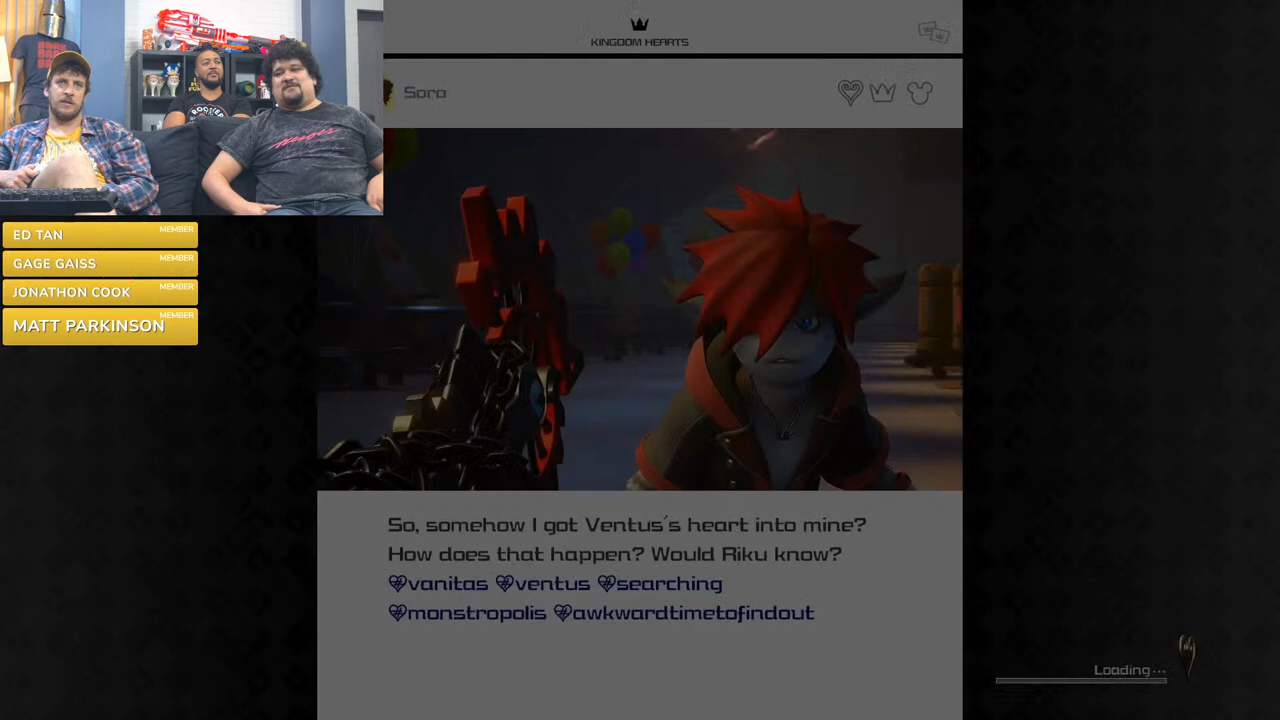 KINGDOM HEARTS
Sora
ED TAN
MEMBER
GAGE GAISS
MEMBER
JONATHON COOK
MEMBER
MATT PARKINSON
MEMBER
So, somehow I got Ventus's heart into mine?
How does that happen? Would Riku know?
vanitas ventus searching
monstropolis awkwardtimetofindout
Loading...